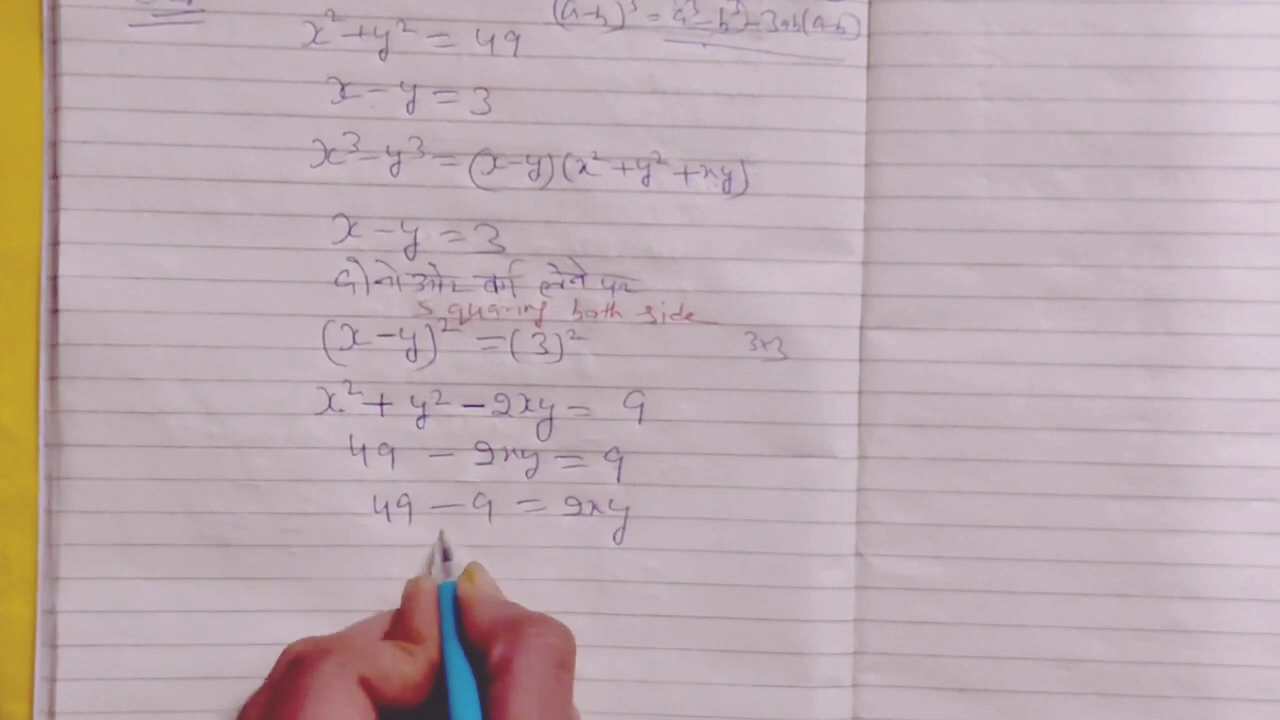 (a-b)³ = a³-b³-3ab(a-b)
x²+y² = 49
x-y = 3
x³-y³ = (x-y)(x²+y²+xy)
x-y = 3
दोनो ओर वर्ग लेने पर
squaring both side
(x-y)² = (3)²
3×3
x²+y²-2xy = 9
49 - 2xy = 9
49-9 = 2xy